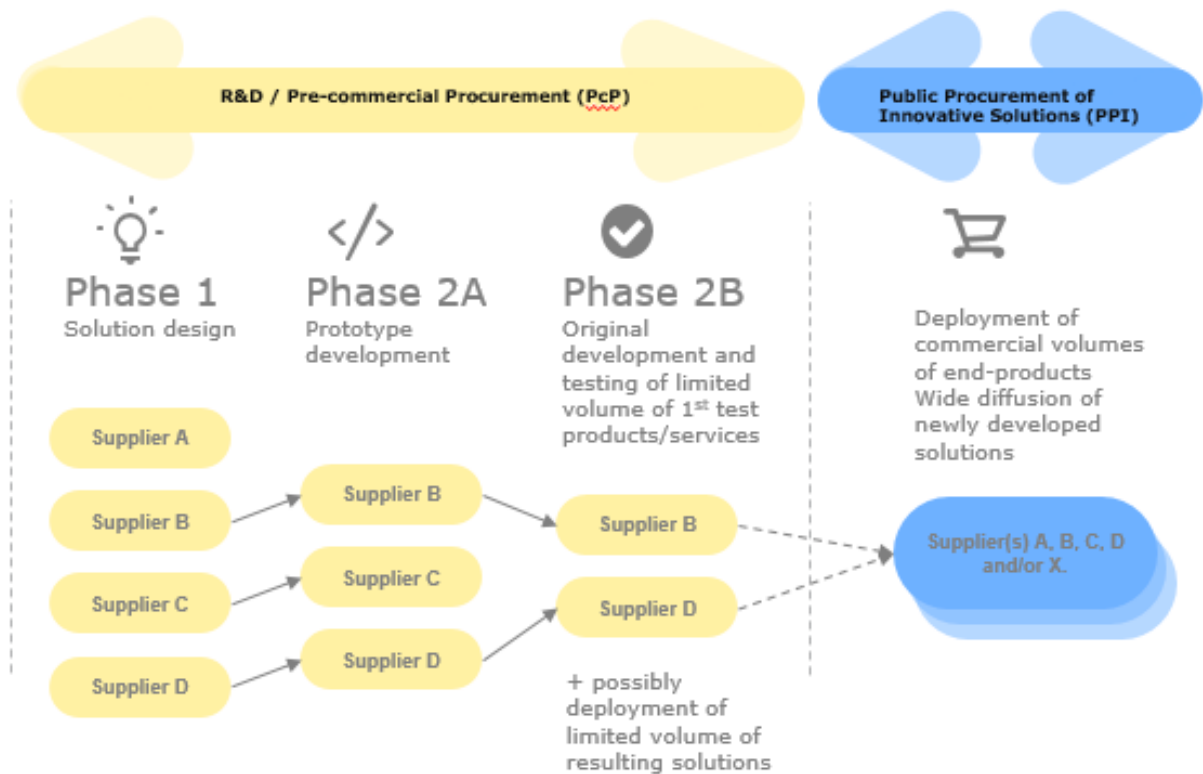 R&D / Pre-commercial Procurement (PcP)
Public Procurement of
Innovative Solutions (PPI)
Phase 1
Solution design
Phase 2A
Prototype
development
Phase 2B
Original
development and
testing of limited
volume of 1st test
products/services
Deployment of
commercial volumes
of end-products
Wide diffusion of
newly developed
solutions
Supplier A
Supplier B
Supplier C
Supplier D
Supplier B
Supplier C
Supplier D
Supplier B
Supplier D
+ possibly
deployment of
limited volume of
resulting solutions
Supplier(s) A, B, C, D
and/or X.